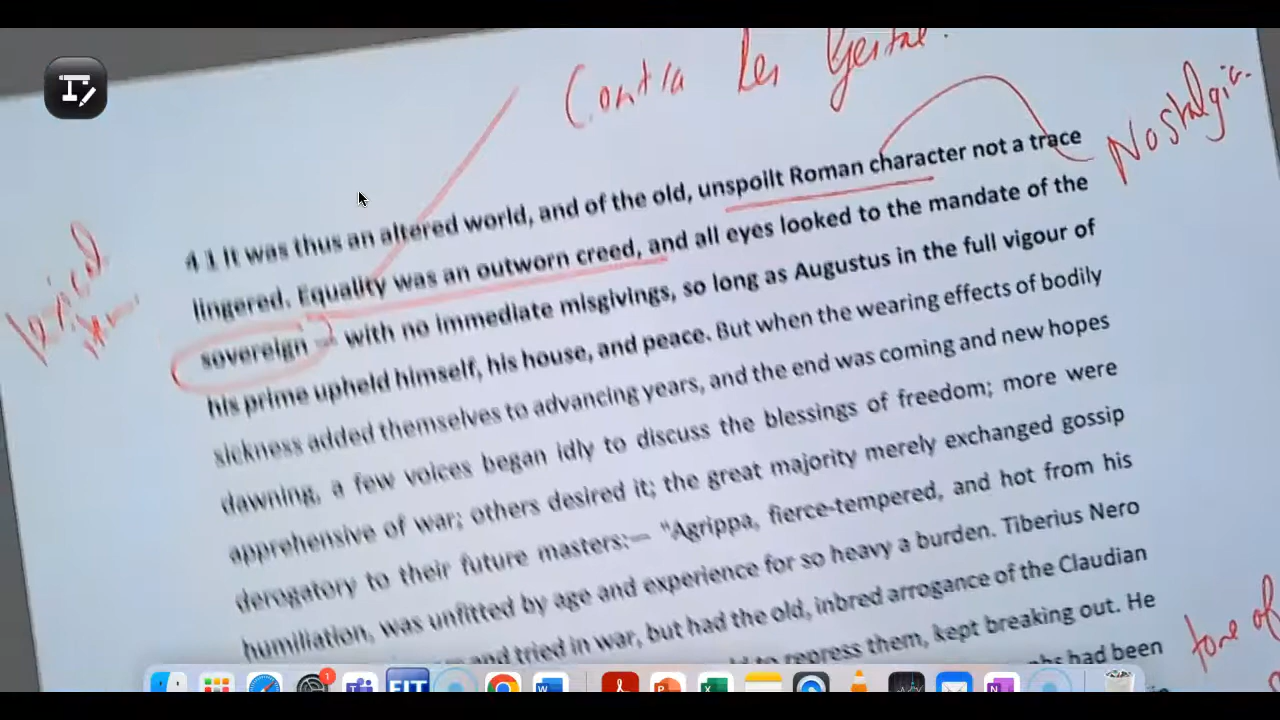 Contra Res Gestae.
Nostalgic.
4 1 It was thus an altered world, and of the old, unspoilt Roman character not a trace
lingered. Equality was an outworn creed, and all eyes looked to the mandate of the
sovereign — with no immediate misgivings, so long as Augustus in the full vigour of
his prime upheld himself, his house, and peace. But when the wearing effects of bodily
sickness added themselves to advancing years, and the end was coming and new hopes
dawning, a few voices began idly to discuss the blessings of freedom; more were
apprehensive of war; others desired it; the great majority merely exchanged gossip
derogatory to their future masters:— "Agrippa, fierce-tempered, and hot from his
humiliation, was unfitted by age and experience for so heavy a burden. Tiberius Nero
and tried in war, but had the old, inbred arrogance of the Claudian
to repress them, kept breaking out. He
had been
tone of